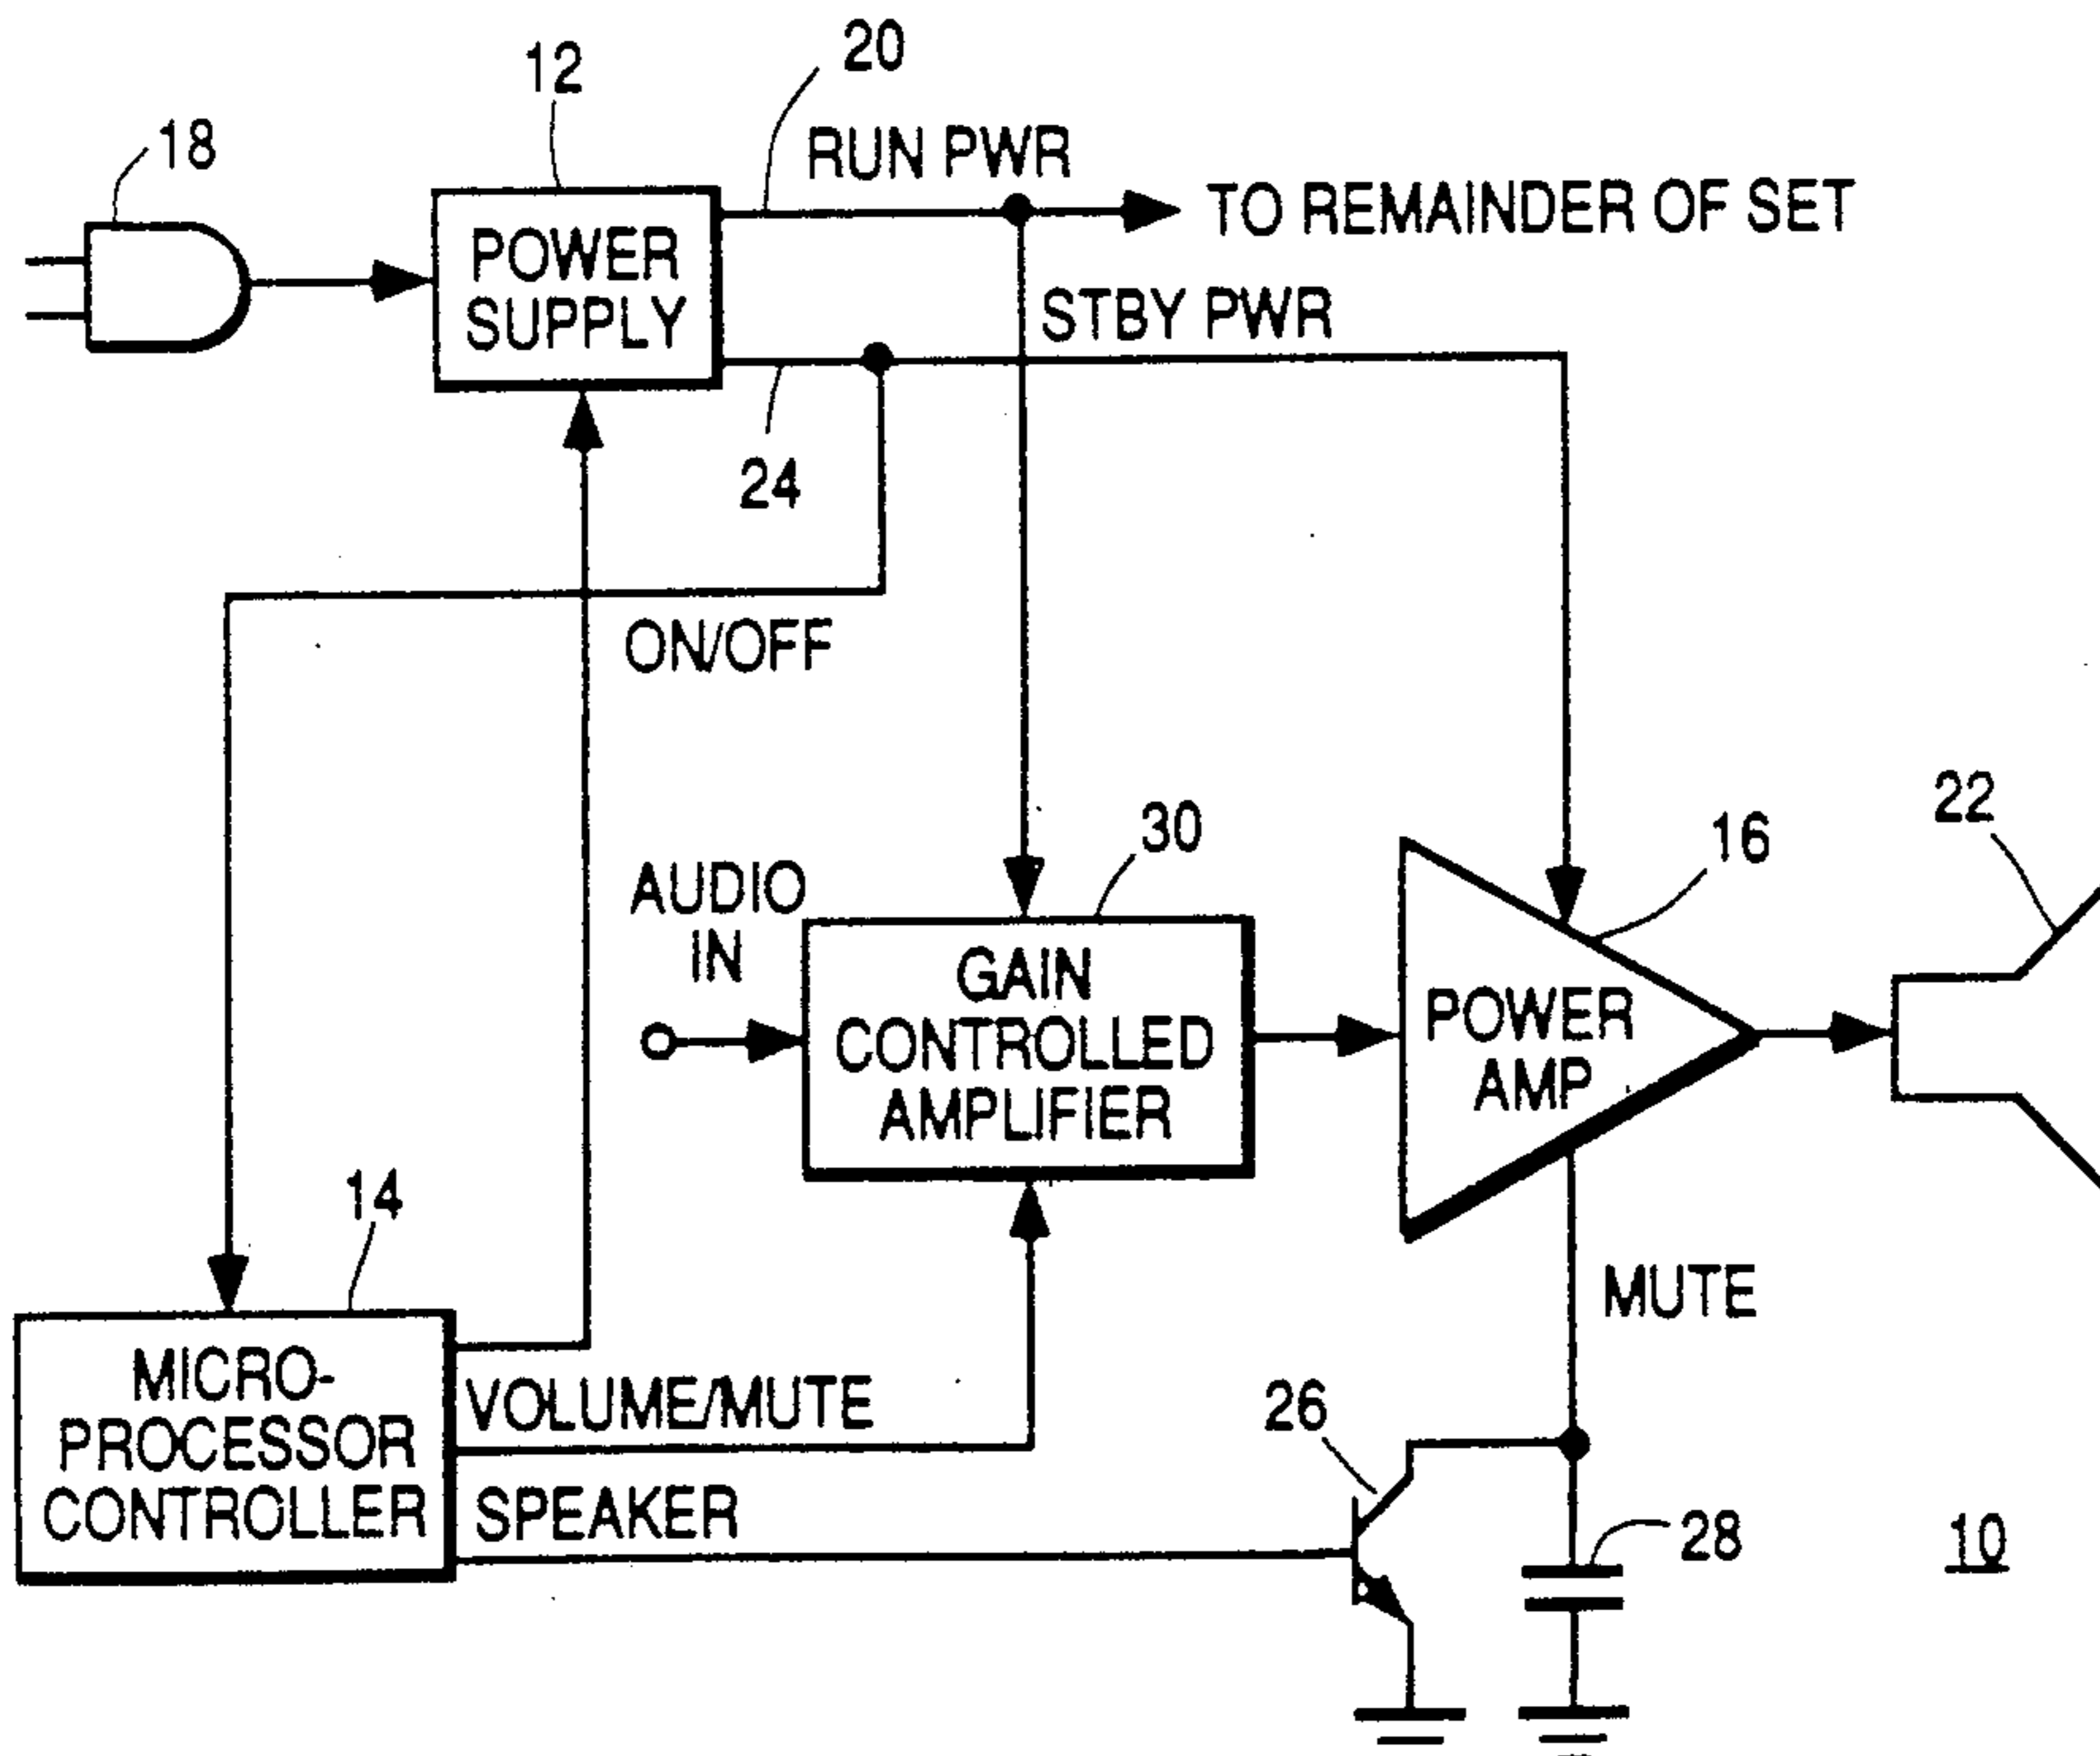 12
20
18
RUN PWR
TO REMAINDER OF SET
POWER
SUPPLY
STBY PWR
24
ON/OFF
30
16
22
AUDIO
IN
GAIN
CONTROLLED
AMPLIFIER
POWER
AMP
14
MUTE
MICRO-
PROCESSOR
CONTROLLER
VOLUME/MUTE
SPEAKER
26
28
10